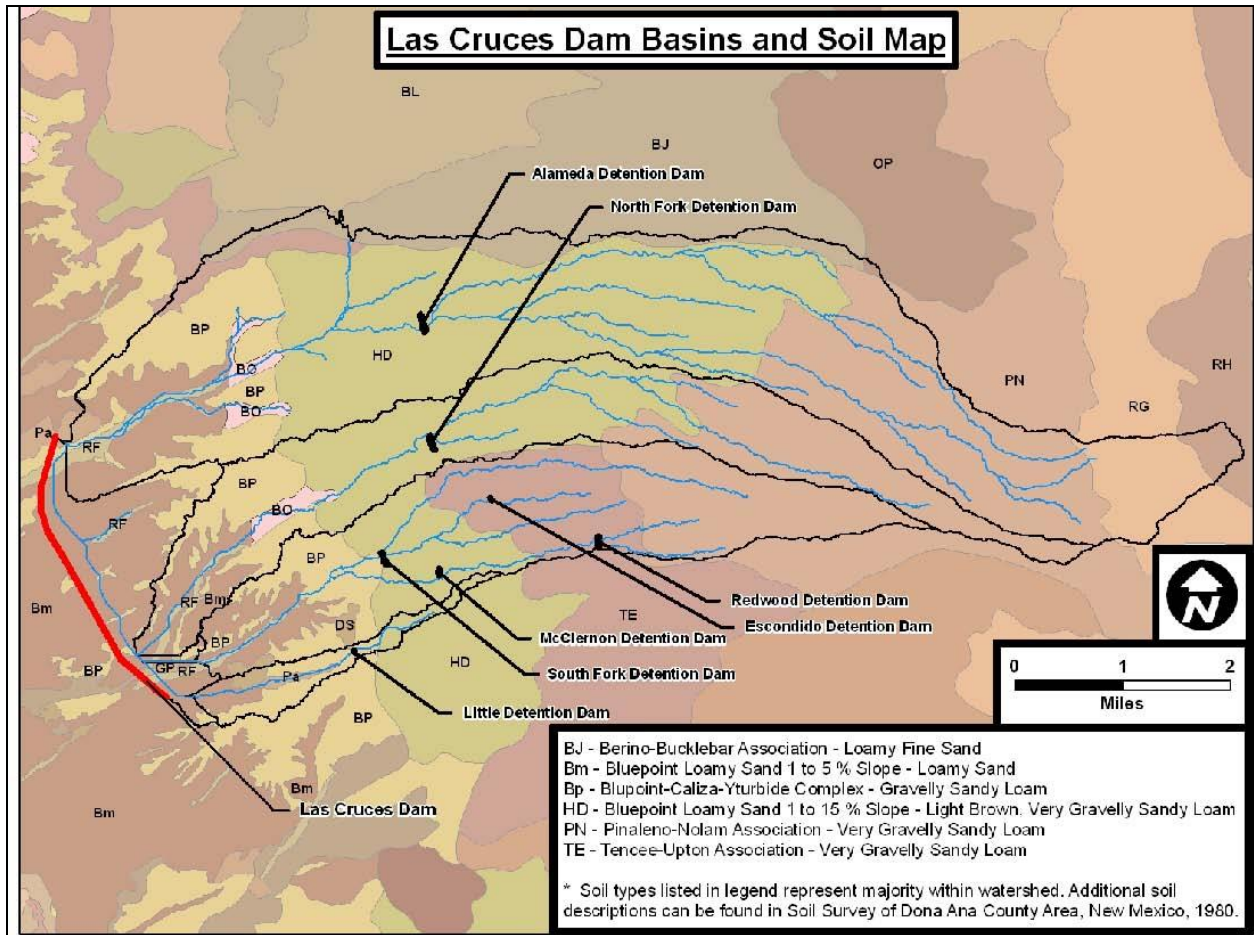 Las Cruces Dam Basins and Soil Map
BL
BJ
OP
Alameda Detention Dam
North Fork Detention Dam
BP
HD
BO
BP
BO
PN
RG
RH
Pa
RF
BP
BO
RF
BP
Bm
RF
Bm
BP
DS
TE
Redwood Detention Dam
Escondido Detention Dam
McClernon Detention Dam
South Fork Detention Dam
Little Detention Dam
HD
BP
GP
RF
Pa
BP
Bm
Bm
Las Cruces Dam
N
0 1 2
Miles
BJ - Berino-Bucklebar Association - Loamy Fine Sand
Bm - Bluepoint Loamy Sand 1 to 5 % Slope - Loamy Sand
Bp - Blupoint-Caliza-Yturbide Complex - Gravelly Sandy Loam
HD - Bluepoint Loamy Sand 1 to 15 % Slope - Light Brown. Very Gravelly Sandy Loam
PN - Pinaleno-Nolam Association - Very Gravelly Sandy Loam
TE - Tencee-Upton Association - Very Gravelly Sandy Loam
* Soil types listed in legend represent majority within watershed. Additional soil
descriptions can be found in Soil Survey of Dona Ana County Area, New Mexico, 1980.